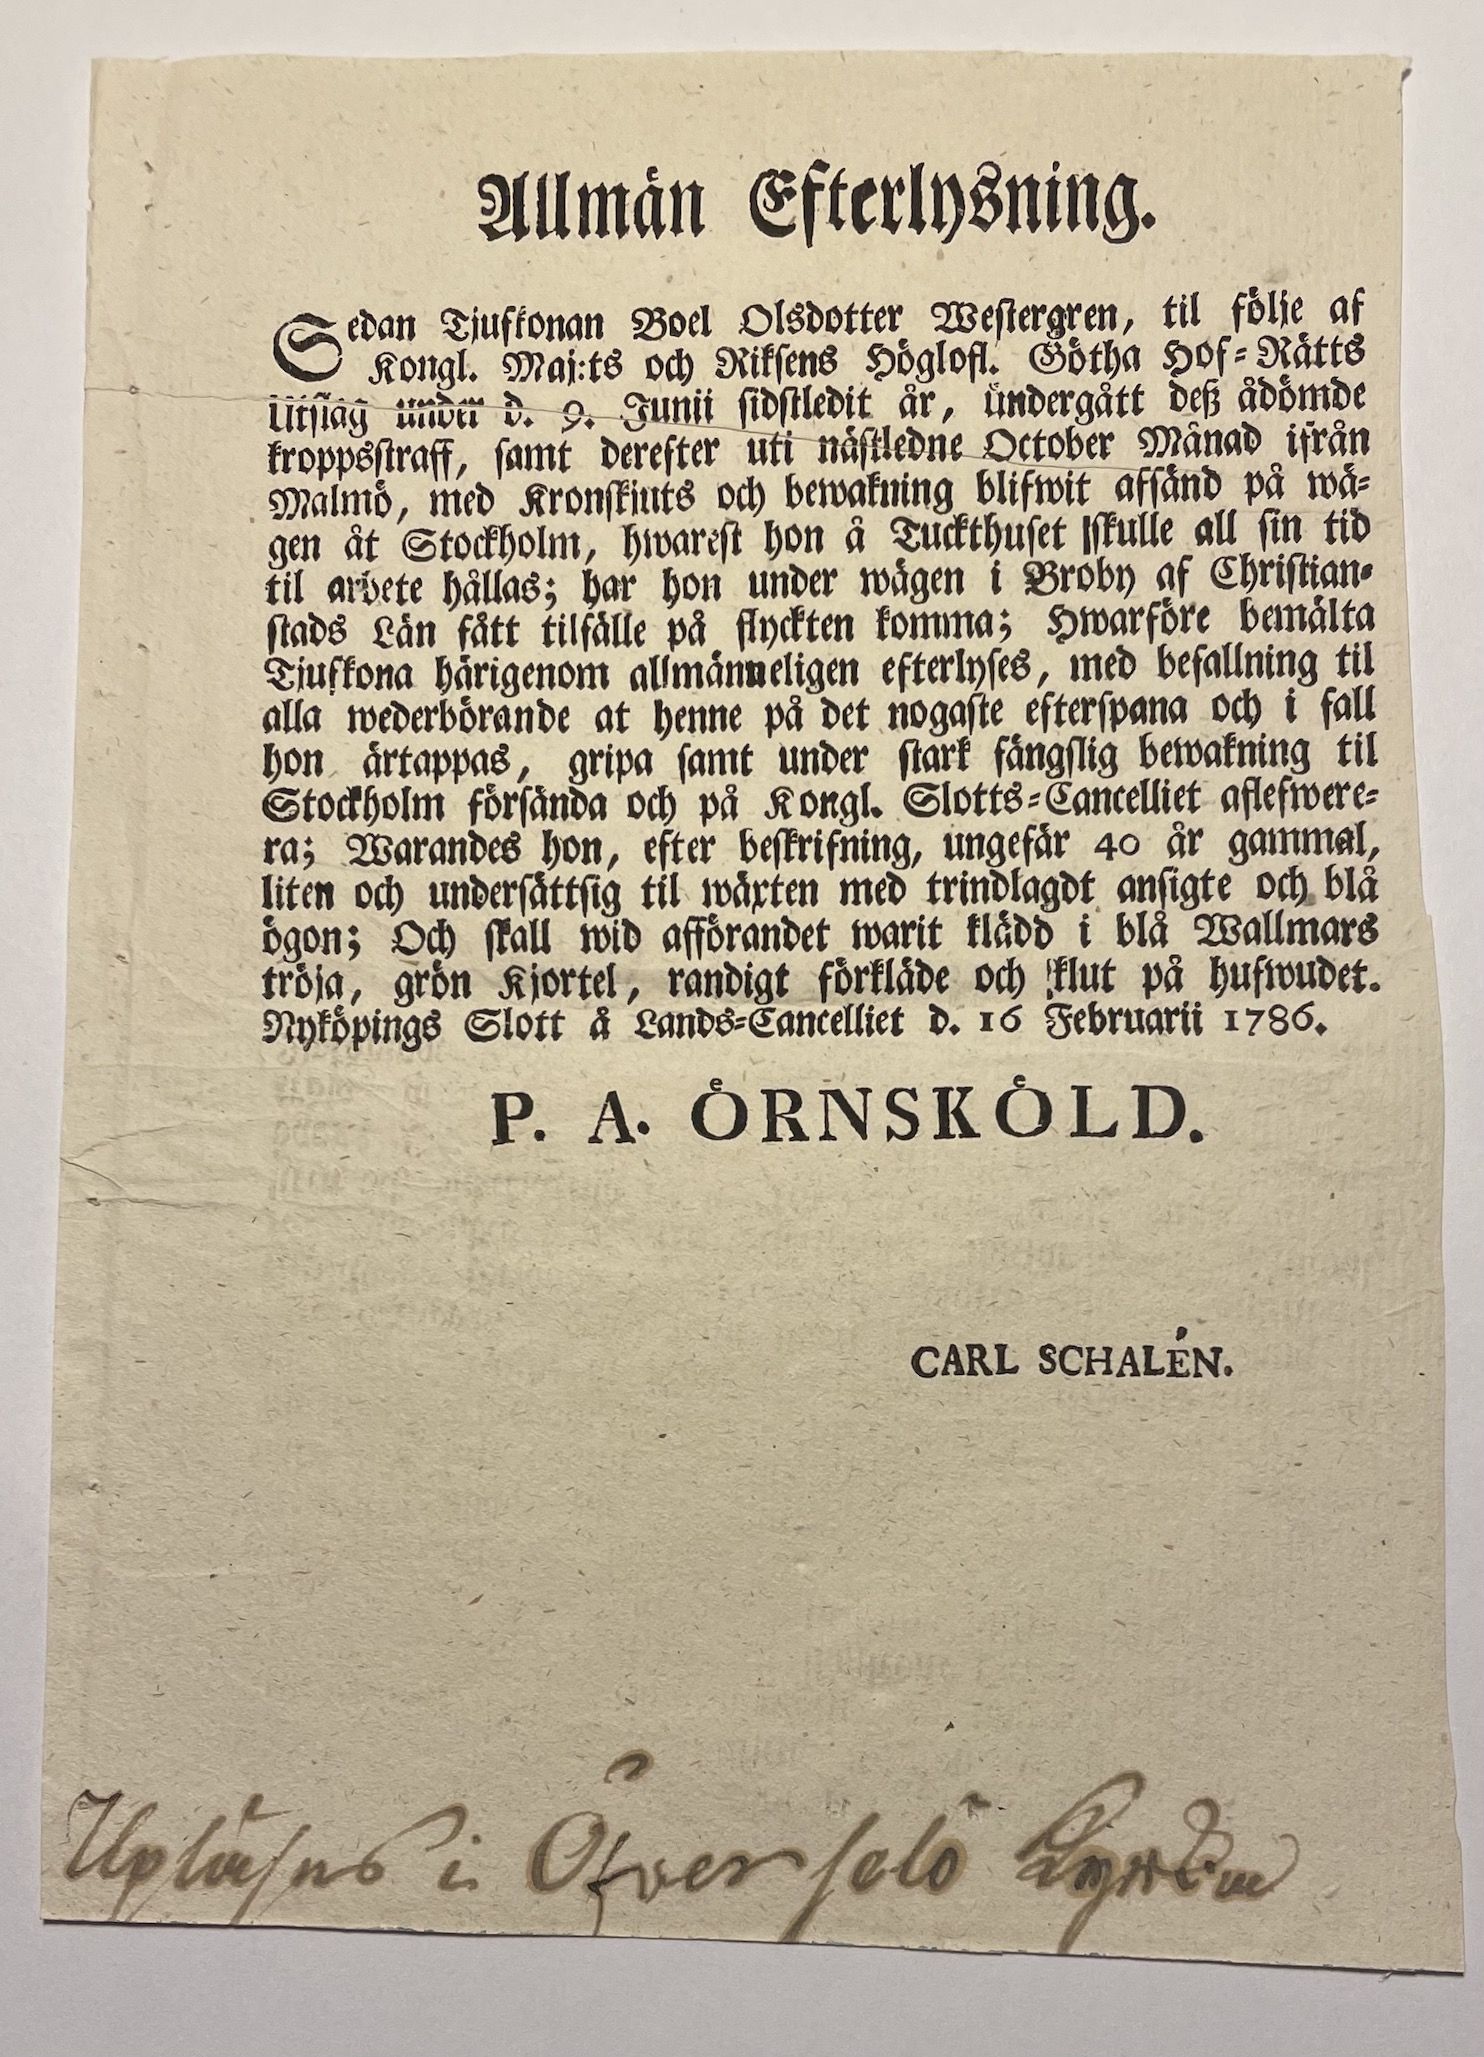 Allmän Efterlysning.
Sedan Tjufkonan Boel Olsdotter Westergren, til följe af
Kongl. Maj:ts och Riksens Höglofl. Götha Hof-Rätts
Utslag under d. 9. Junii sidstledit år, undergått deß ådömde
kroppsstraff, samt derefter uti nästledne October Månad ifrån
Malmö, med Kronskjuts och bewakning blifwit afsänd på wä-
gen åt Stockholm, hwarest hon å Tuckthuset skulle all sin tid
til arbete hållas; har hon under wägen i Broby af Christian-
stads Län fått tilfälle på flyckten komma; Hwarföre bemälta
Tjufkona härigenom allmänneligen efterlyses, med befallning til
alla wederbörande at henne på det nogaste efterspana och i fall
hon ärtappas, gripa samt under stark fängslig bewakning til
Stockholm försända och på Kongl. Slotts-Cancelliet aflefwere-
ra; Warandes hon, efter beskrifning, ungefär 40 år gammal,
liten och undersättsig til wäxten med trindlagdt ansigte och blå
ögon; Och skall wid afförandet warit klädd i blå Wallmars
tröja, grön Kjortel, randigt förkläde och klut på hufwudet.
Nyköpings Slott å Lands-Cancelliet d. 16 Februarii 1786.
P. A. ÖRNSKÖLD.
CARL SCHALÉN.
Upläsus i Öfver selö Kyrka